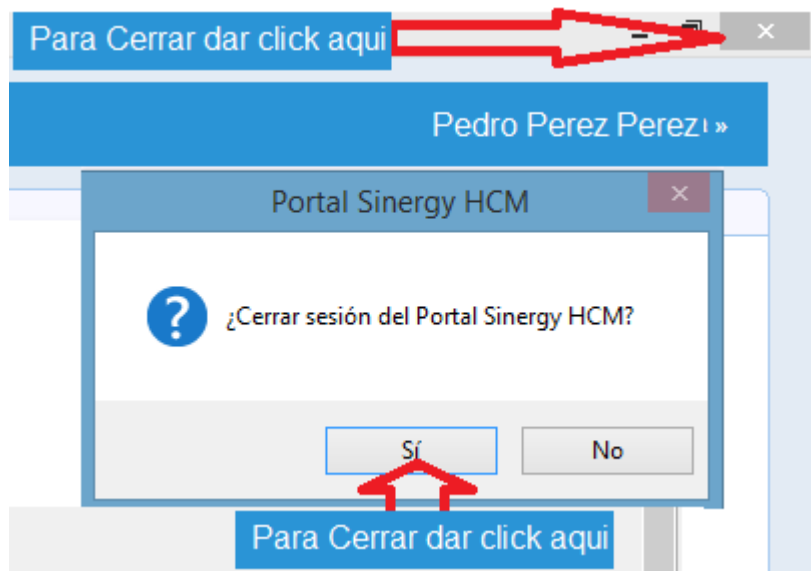 Para Cerrar dar click aqui
Pedro Perez Perez »
Portal Sinergy HCM
¿Cerrar sesión del Portal Sinergy HCM?
Sí
No
Para Cerrar dar click aqui